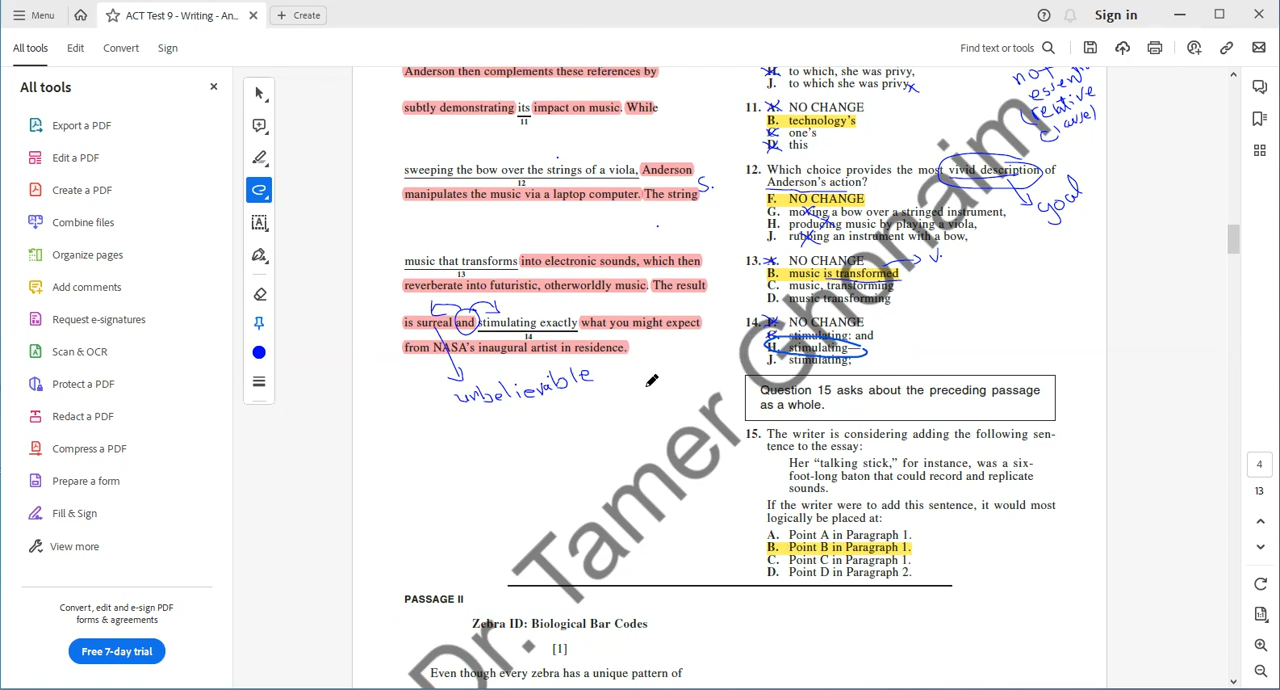 Menu
ACT Test 9 - Writing - An...
Create
Sign in
All tools
Edit
Convert
Sign
Find text or tools
All tools
Export a PDF
Edit a PDF
Create a PDF
Combine files
Organize pages
Add comments
Request e-signatures
Scan & OCR
Protect a PDF
Redact a PDF
Compress a PDF
Prepare a form
Fill & Sign
View more
Convert, edit and e-sign PDF
forms & agreements
Free 7-day trial
Anderson then complements these references by
subtly demonstrating its impact on music. While
11
sweeping the bow over the strings of a viola, Anderson
12
manipulates the music via a laptop computer. The string
S.
music that transforms into electronic sounds, which then
13
reverberate into futuristic, otherworldly music. The result
is surreal and stimulating exactly what you might expect
14
from NASA's inaugural artist in residence.
unbelievable
H. to which, she was privy,
J. to which she was privy
not
essential
(relative
clause)
11. A. NO CHANGE
B. technology's
C. one's
D. this
12. Which choice provides the most vivid description of
Anderson's action?
goal
F. NO CHANGE
G. moving a bow over a stringed instrument,
H. producing music by playing a viola,
J. rubbing an instrument with a bow,
13. A. NO CHANGE
v.
B. music is transformed
C. music, transforming
D. music transforming
14. F. NO CHANGE
G. stimulating: and
H. stimulating—
J. stimulating;
Question 15 asks about the preceding passage
as a whole.
15. The writer is considering adding the following sen-
tence to the essay:
Her "talking stick," for instance, was a six-
foot-long baton that could record and replicate
sounds.
If the writer were to add this sentence, it would most
logically be placed at:
A. Point A in Paragraph 1.
B. Point B in Paragraph 1.
C. Point C in Paragraph 1.
D. Point D in Paragraph 2.
PASSAGE II
Zebra ID: Biological Bar Codes
[1]
Even though every zebra has a unique pattern of
Dr. Tamer Ghonaim
4
13